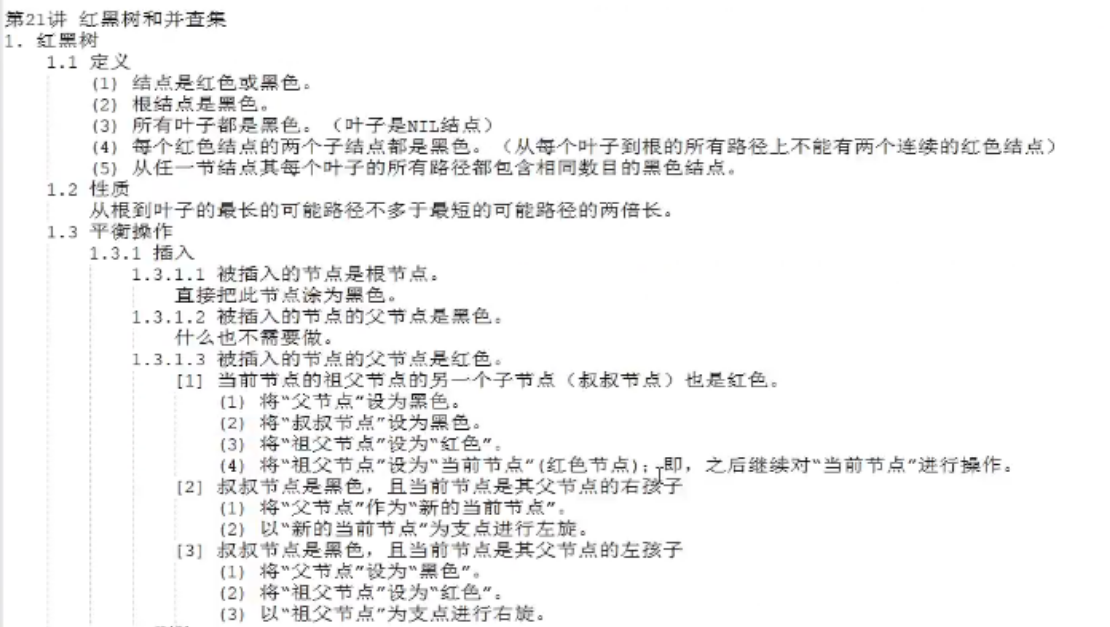 第21讲 红黑树和并查集
1. 红黑树
1.1 定义
(1) 结点是红色或黑色。
(2) 根结点是黑色。
(3) 所有叶子都是黑色。（叶子是NIL结点）
(4) 每个红色结点的两个子结点都是黑色。（从每个叶子到根的所有路径上不能有两个连续的红色结点）
(5) 从任一节结点其每个叶子的所有路径都包含相同数目的黑色结点。
1.2 性质
从根到叶子的最长的可能路径不多于最短的可能路径的两倍长。
1.3 平衡操作
1.3.1 插入
1.3.1.1 被插入的节点是根节点。
直接把此节点涂为黑色。
1.3.1.2 被插入的节点的父节点是黑色。
什么也不需要做。
1.3.1.3 被插入的节点的父节点是红色。
[1] 当前节点的祖父节点的另一个子节点（叔叔节点）也是红色。
(1) 将“父节点”设为黑色。
(2) 将“叔叔节点”设为黑色。
(3) 将“祖父节点”设为“红色”。
(4) 将“祖父节点”设为“当前节点”(红色节点)；即，之后继续对“当前节点”进行操作。
[2] 叔叔节点是黑色，且当前节点是其父节点的右孩子
(1) 将“父节点”作为“新的当前节点”。
(2) 以“新的当前节点”为支点进行左旋。
[3] 叔叔节点是黑色，且当前节点是其父节点的左孩子
(1) 将“父节点”设为“黑色”。
(2) 将“祖父节点”设为“红色”。
(3) 以“祖父节点”为支点进行右旋。